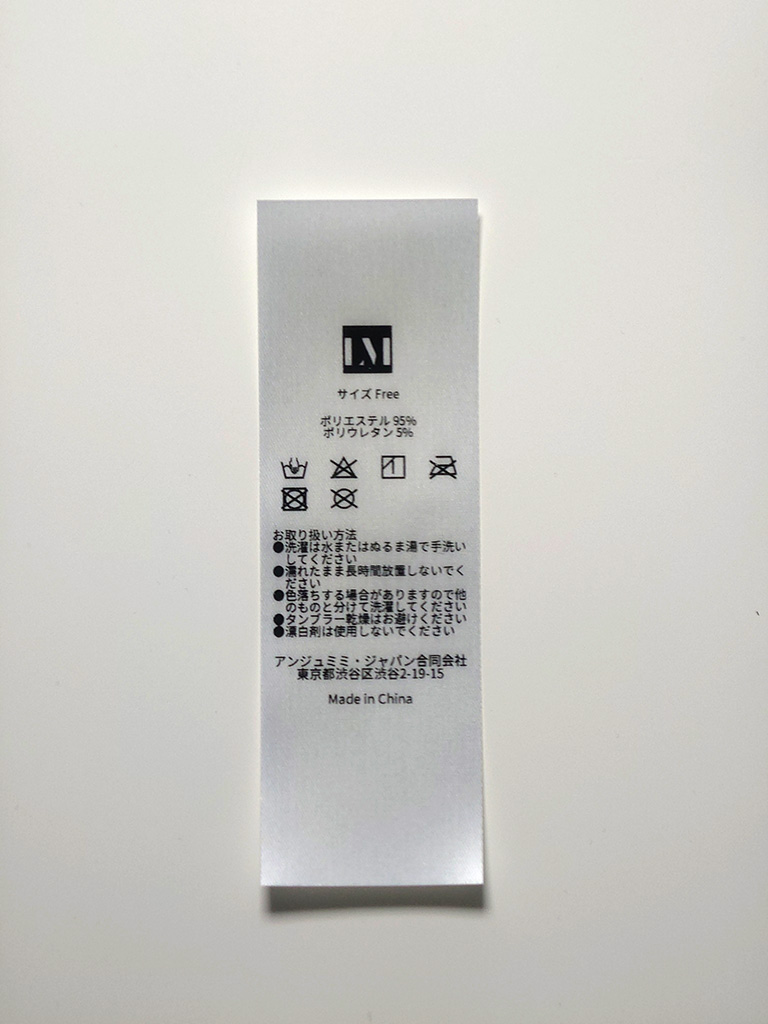 LM
サイズ Free
ポリエステル 95%
ポリウレタン 5%
お取り扱い方法
●洗濯は水またはぬるま湯で手洗い
してください
●濡れたまま長時間放置しないでく
ださい
●色落ちする場合がありますので他
のものと分けて洗濯してください
●タンブラー乾燥はお避けください
●漂白剤は使用しないでください
アンジュミミ・ジャパン合同会社
東京都渋谷区渋谷2-19-15
Made in China